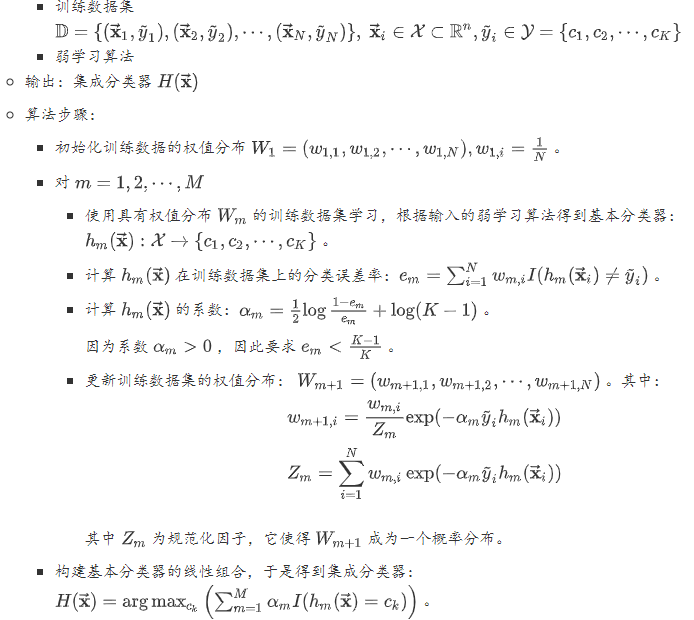 训练数据集
$\mathbb{D} = \{(\vec{\mathbf{x}}_1, \tilde{y}_1), (\vec{\mathbf{x}}_2, \tilde{y}_2), \cdots, (\vec{\mathbf{x}}_N, \tilde{y}_N)\},\ \vec{\mathbf{x}}_i \in \mathcal{X} \subset \mathbb{R}^n, \tilde{y}_i \in \mathcal{Y} = \{c_1, c_2, \cdots, c_K\}$
弱学习算法
输出：集成分类器 $H(\vec{\mathbf{x}})$
算法步骤：
初始化训练数据的权值分布 $W_1 = (w_{1,1}, w_{1,2}, \cdots, w_{1,N}), w_{1,i} = \frac{1}{N}$ 。
对 $m = 1, 2, \cdots, M$
使用具有权值分布 $W_m$ 的训练数据集学习，根据输入的弱学习算法得到基本分类器：
$h_m(\vec{\mathbf{x}}) : \mathcal{X} \to \{c_1, c_2, \cdots, c_K\}$ 。
计算 $h_m(\vec{\mathbf{x}})$ 在训练数据集上的分类误差率：$e_m = \sum_{i=1}^{N} w_{m,i} I(h_m(\vec{\mathbf{x}}_i) \neq \tilde{y}_i)$ 。
计算 $h_m(\vec{\mathbf{x}})$ 的系数：$\alpha_m = \frac{1}{2} \log \frac{1-e_m}{e_m} + \log(K-1)$ 。
因为系数 $\alpha_m > 0$ ，因此要求 $e_m < \frac{K-1}{K}$ 。
更新训练数据集的权值分布：$W_{m+1} = (w_{m+1,1}, w_{m+1,2}, \cdots, w_{m+1,N})$ 。其中：
$w_{m+1,i} = \frac{w_{m,i}}{Z_m} \exp(-\alpha_m \tilde{y}_i h_m(\vec{\mathbf{x}}_i))$
$Z_m = \sum_{i=1}^{N} w_{m,i} \exp(-\alpha_m \tilde{y}_i h_m(\vec{\mathbf{x}}_i))$
其中 $Z_m$ 为规范化因子，它使得 $W_{m+1}$ 成为一个概率分布。
构建基本分类器的线性组合，于是得到集成分类器：
$H(\vec{\mathbf{x}}) = \arg\max_{c_k} \left( \sum_{m=1}^{M} \alpha_m I(h_m(\vec{\mathbf{x}}) = c_k) \right)$ 。